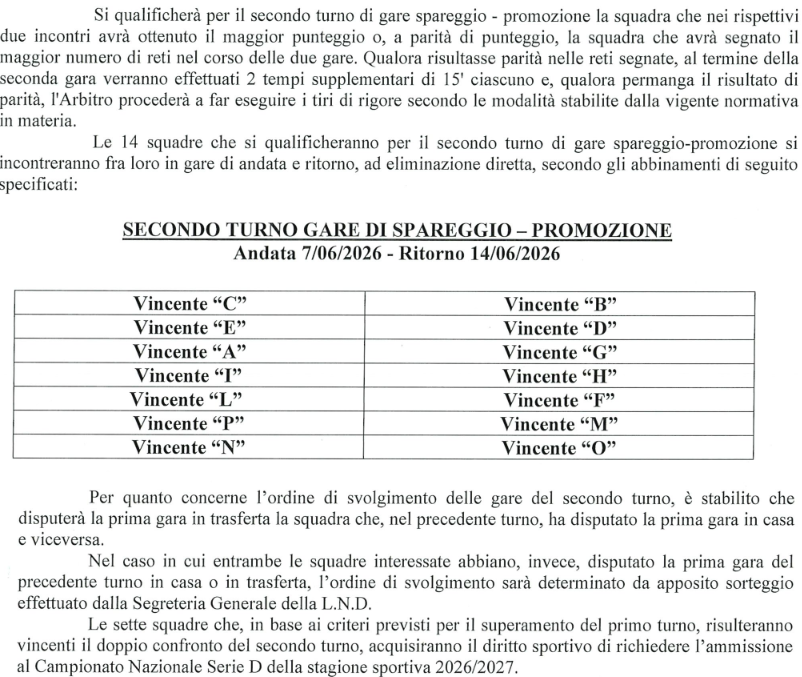 Si qualificherà per il secondo turno di gare spareggio - promozione la squadra che nei rispettivi
due incontri avrà ottenuto il maggior punteggio o, a parità di punteggio, la squadra che avrà segnato il
maggior numero di reti nel corso delle due gare. Qualora risultasse parità nelle reti segnate, al termine della
seconda gara verranno effettuati 2 tempi supplementari di 15' ciascuno e, qualora permanga il risultato di
parità, l'Arbitro procederà a far eseguire i tiri di rigore secondo le modalità stabilite dalla vigente normativa
in materia.
Le 14 squadre che si qualificheranno per il secondo turno di gare spareggio-promozione si
incontreranno fra loro in gare di andata e ritorno, ad eliminazione diretta, secondo gli abbinamenti di seguito
specificati:
SECONDO TURNO GARE DI SPAREGGIO – PROMOZIONE
Andata 7/06/2026 - Ritorno 14/06/2026
Vincente “C” Vincente “B”
Vincente “E” Vincente “D”
Vincente “A” Vincente “G”
Vincente “I” Vincente “H”
Vincente “L” Vincente “F”
Vincente “P” Vincente “M”
Vincente “N” Vincente “O”
Per quanto concerne l’ordine di svolgimento delle gare del secondo turno, è stabilito che
disputerà la prima gara in trasferta la squadra che, nel precedente turno, ha disputato la prima gara in casa
e viceversa.
Nel caso in cui entrambe le squadre interessate abbiano, invece, disputato la prima gara del
precedente turno in casa o in trasferta, l’ordine di svolgimento sarà determinato da apposito sorteggio
effettuato dalla Segreteria Generale della L.N.D.
Le sette squadre che, in base ai criteri previsti per il superamento del primo turno, risulteranno
vincenti il doppio confronto del secondo turno, acquisiranno il diritto sportivo di richiedere l’ammissione
al Campionato Nazionale Serie D della stagione sportiva 2026/2027.